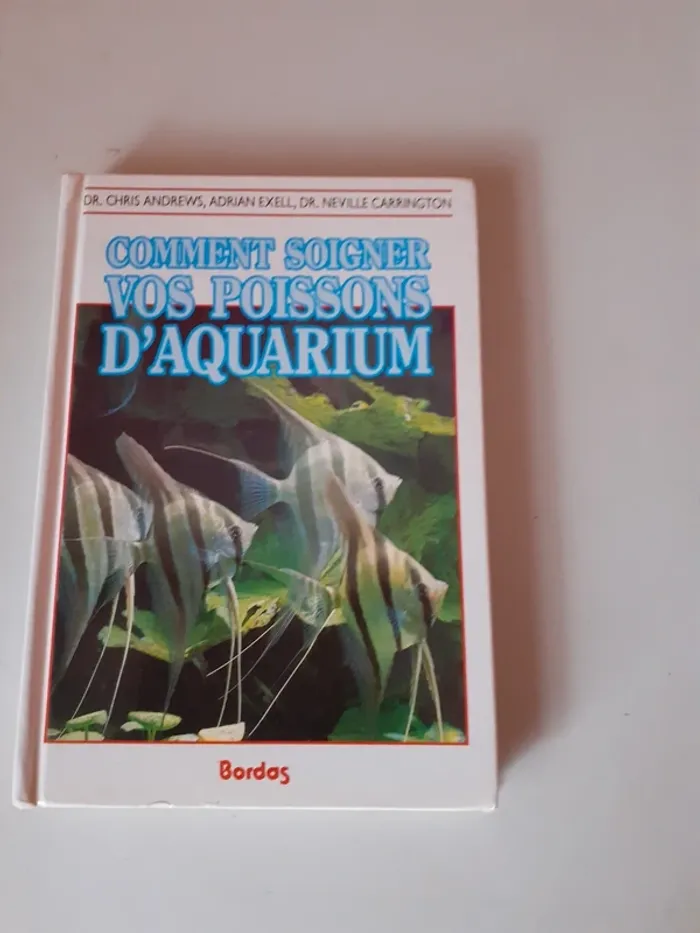 DR. CHRIS ANDREWS, ADRIAN EXELL, DR. NEVILLE CARRINGTON
COMMENT SOIGNER
VOS POISSONS
D'AQUARIUM
Bordas